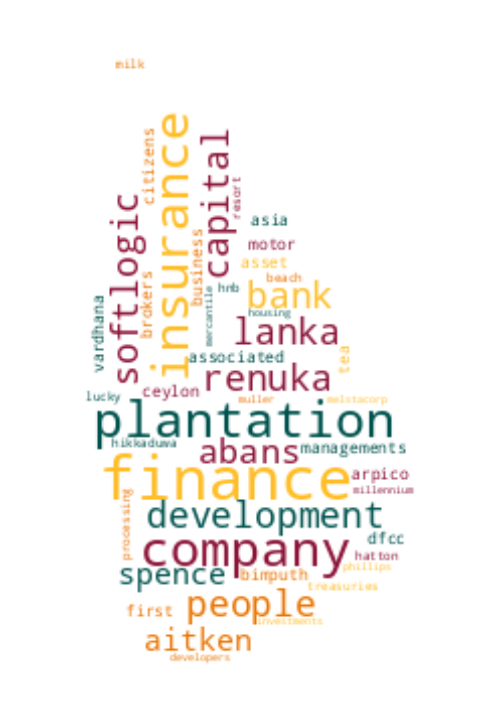 milk
insurance
citizens
capital
resort
softlogic
business
asia
motor
asset
beach
brokers
hnb
bank
mercantile
vardhana
housing
lanka
associated
tea
renuka
ceylon
lucky
muller
melstacorp
plantation
hikkaduwa
abans
managements
finance
arpico
millennium
processing
development
dfcc
company
hatton
phillips
spence
bimputh
treasuries
people
first
investments
aitken
developers